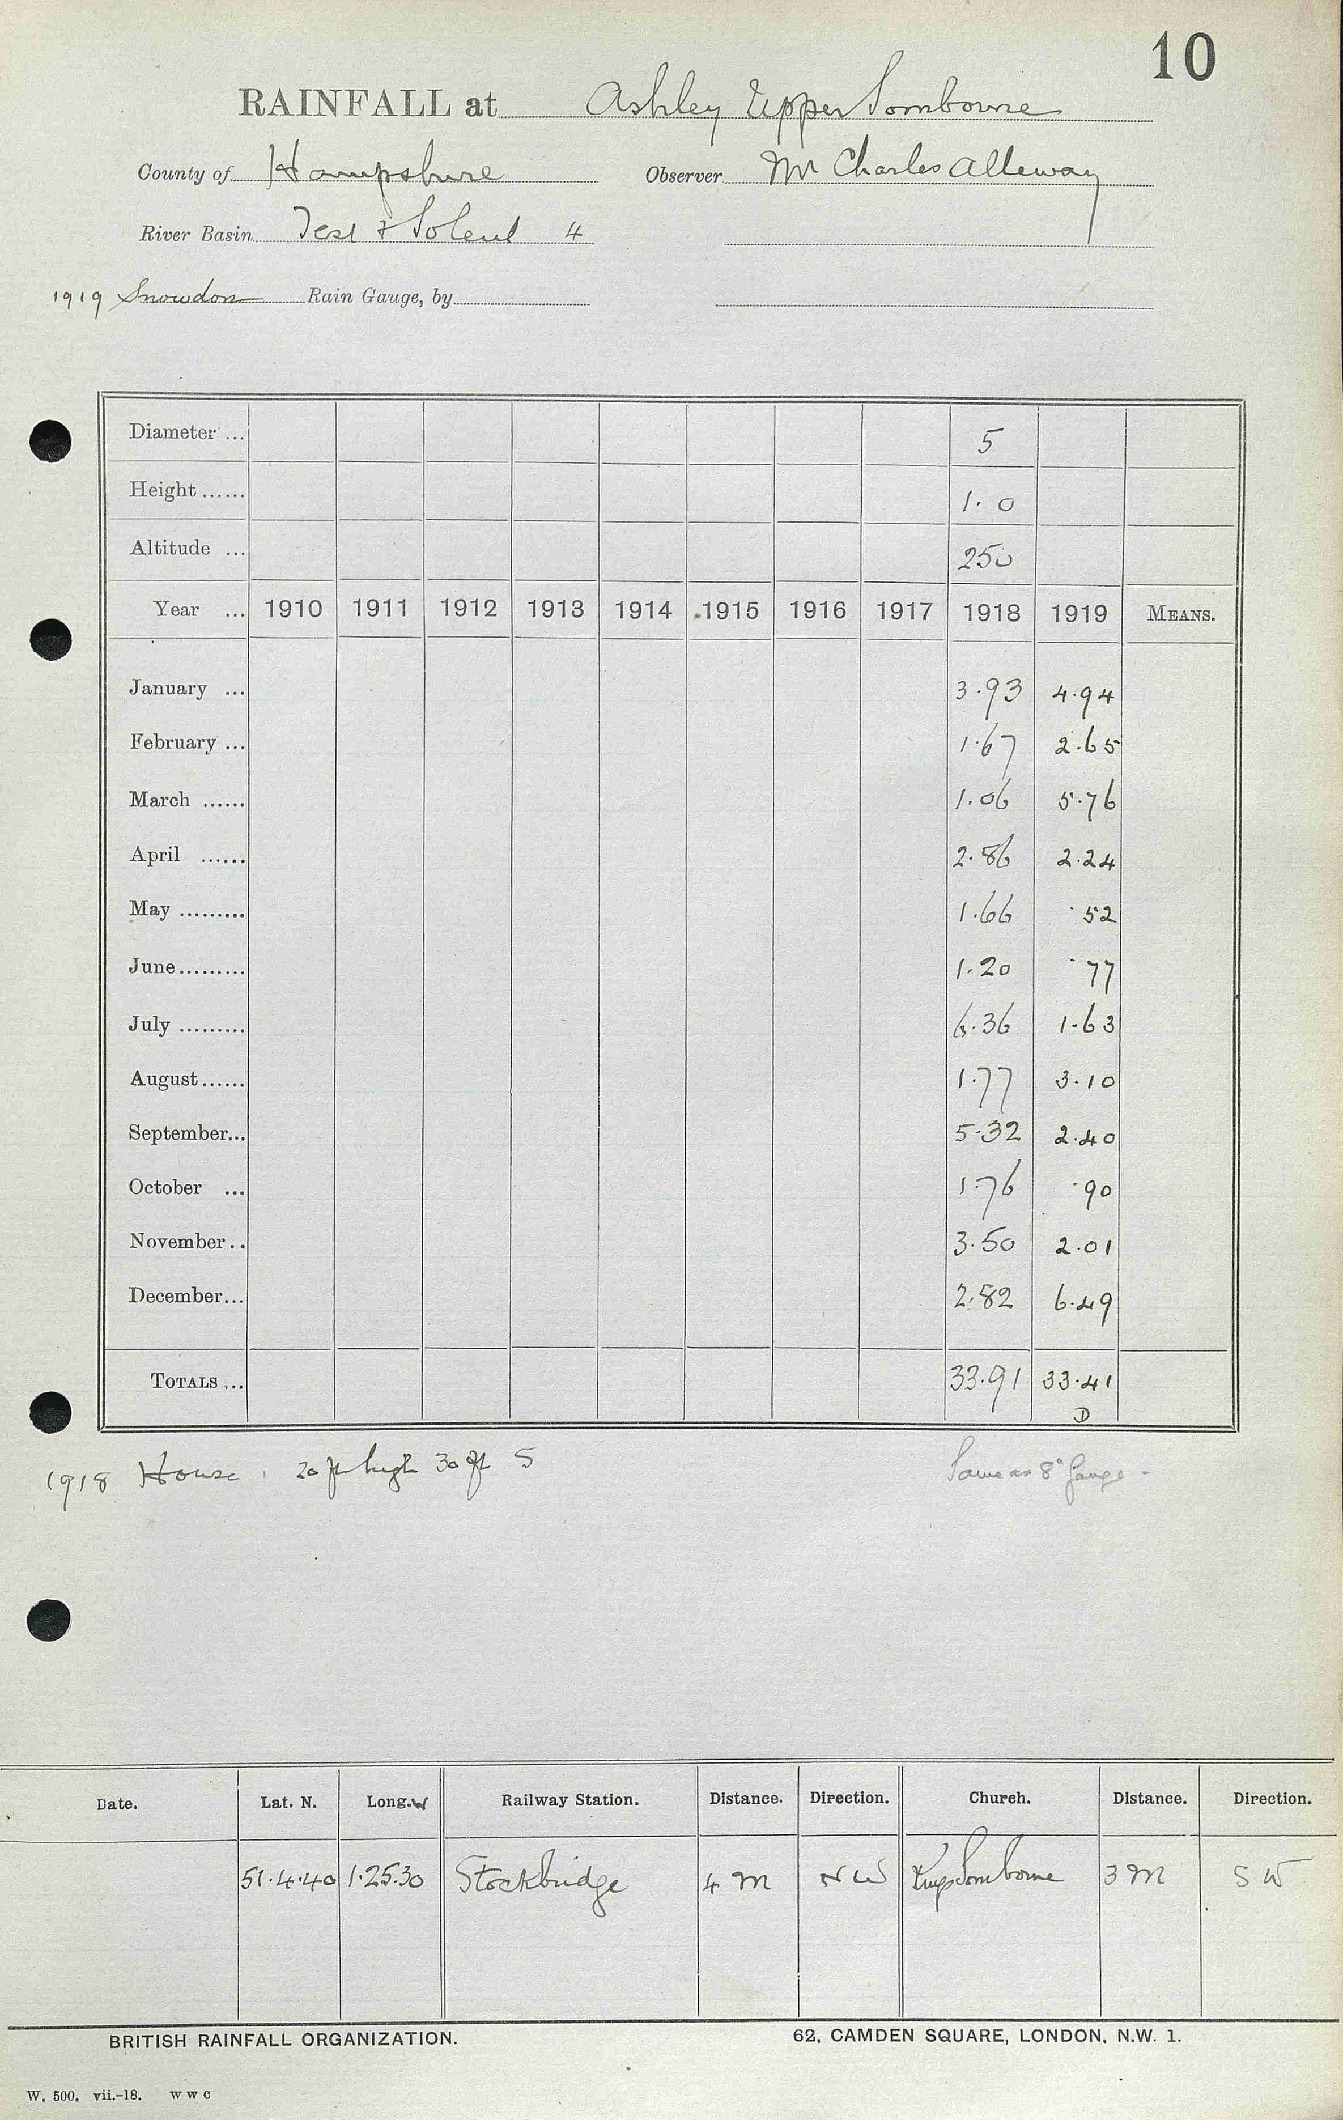 10
RAINFALL at Ashley Upper Sombourne
County of Hampshire Observer Mr Charles Alleway
River Basin Test & Solent 4
1919 Snowdon Rain Gauge, by
Diameter ... 5
Height ...... 1.0
Altitude ... 250
Year ... 1910 1911 1912 1913 1914 1915 1916 1917 1918 1919 MEANS.
January ... 3.93 4.94
February ... 1.67 2.65
March ...... 1.06 5.76
April ...... 2.86 2.24
May ......... 1.66 .52
June ......... 1.20 .77
July ......... 6.36 1.63
August ...... 1.77 3.10
September... 5.32 2.40
October ... 1.76 .90
November.. 3.50 2.01
December... 2.82 6.49
TOTALS ... 33.91 33.41
D
1918 House 20 ft high 30 ft S Same as 8" Gauge -
Date. Lat. N. Long. W Railway Station. Distance. Direction. Church. Distance. Direction.
51.4.40 1.25.30 Stockbridge 4 M NW Kings Sombourne 3 M SW
BRITISH RAINFALL ORGANIZATION. 62, CAMDEN SQUARE, LONDON, N.W. 1.
W. 500. vii.-18. W W C